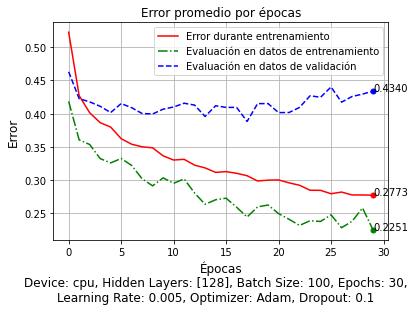 Error promedio por épocas
Error durante entrenamiento
Evaluación en datos de entrenamiento
Evaluación en datos de validación
0.50
0.45
0.40
0.35
0.30
0.25
Error
0.4340
0.2773
0.2251
0 5 10 15 20 25 30
Épocas
Device: cpu, Hidden Layers: [128], Batch Size: 100, Epochs: 30,
Learning Rate: 0.005, Optimizer: Adam, Dropout: 0.1